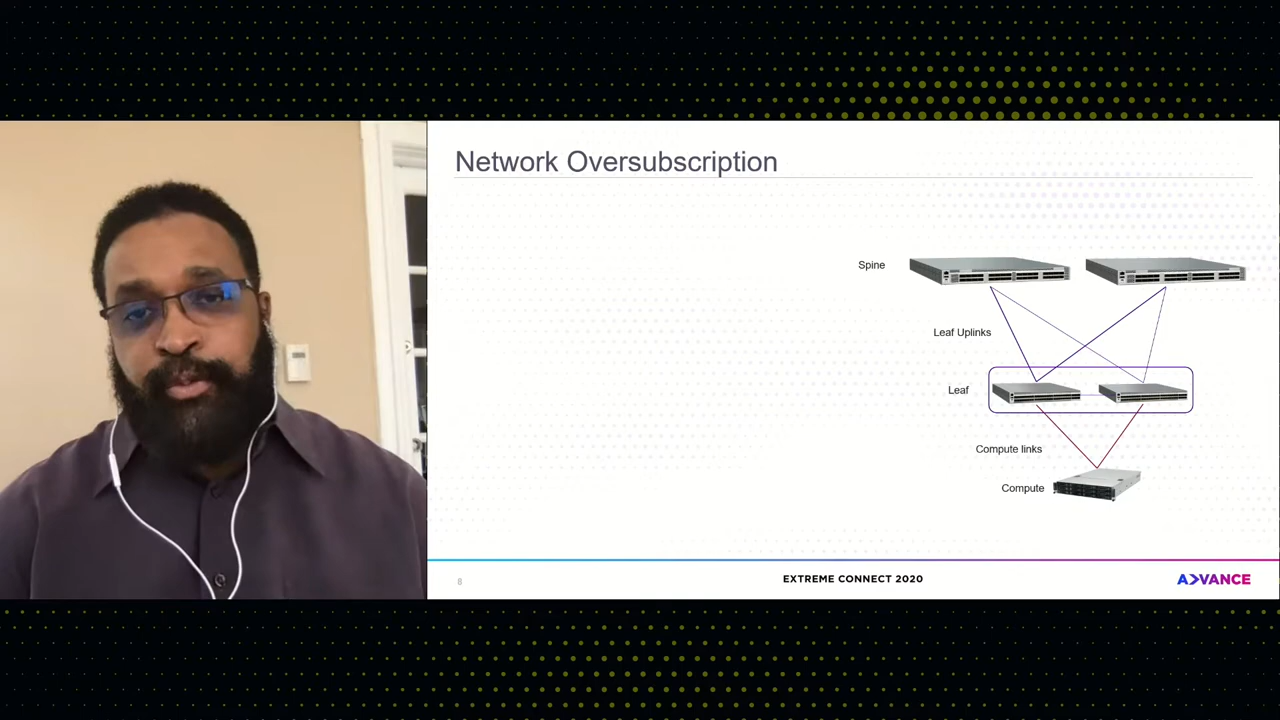 Network Oversubscription
Spine
Leaf Uplinks
Leaf
Compute links
Compute
8
EXTREME CONNECT 2020
ADVANCE